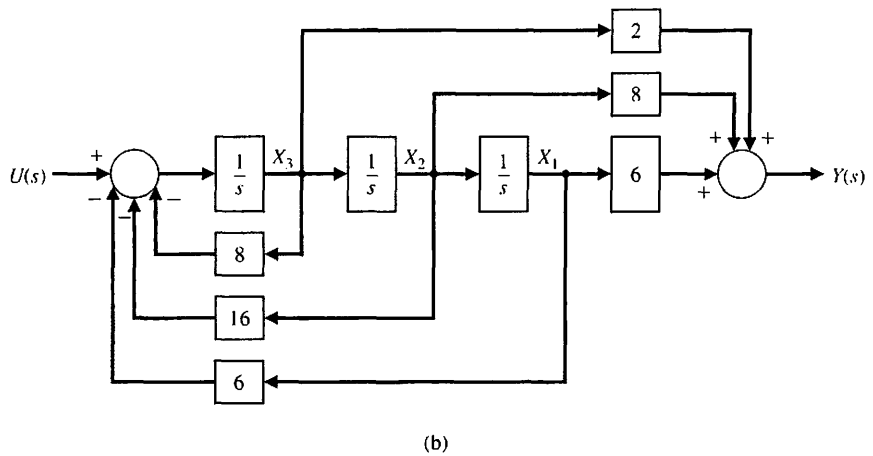 2
8
+ +
U(s) + 1/s X₃ 1/s X₂ 1/s X₁ 6 + Y(s)
− − −
8
16
6
(b)